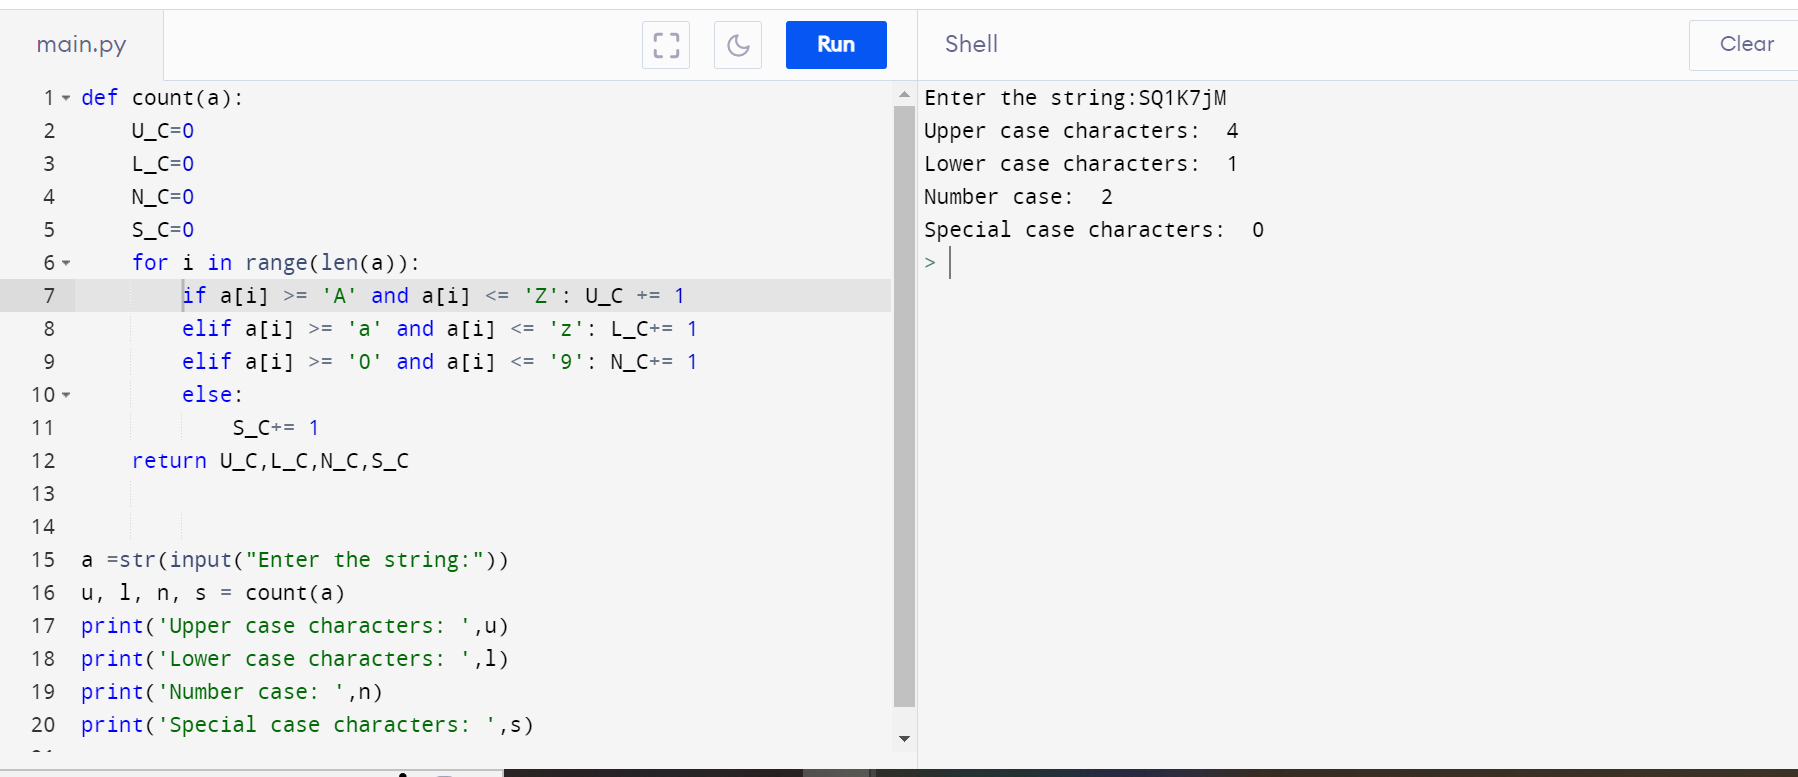 main.py
Run
1 def count(a):
2     U_C=0
3     L_C=0
4     N_C=0
5     S_C=0
6     for i in range(len(a)):
7         if a[i] >= 'A' and a[i] <= 'Z': U_C += 1
8         elif a[i] >= 'a' and a[i] <= 'z': L_C+= 1
9         elif a[i] >= '0' and a[i] <= '9': N_C+= 1
10         else:
11             S_C+= 1
12     return U_C,L_C,N_C,S_C
13
14
15 a =str(input("Enter the string:"))
16 u, l, n, s = count(a)
17 print('Upper case characters: ',u)
18 print('Lower case characters: ',l)
19 print('Number case: ',n)
20 print('Special case characters: ',s)
Shell
Clear
Enter the string:SQ1K7jM
Upper case characters:  4
Lower case characters:  1
Number case:  2
Special case characters:  0
>